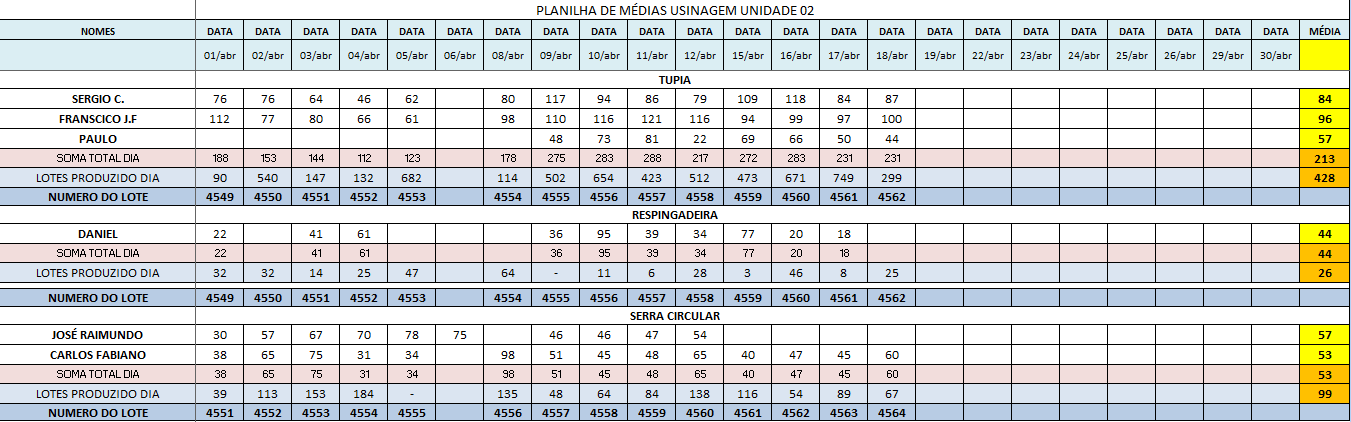 PLANILHA DE MÉDIAS USINAGEM UNIDADE 02
NOMES DATA DATA DATA DATA DATA DATA DATA DATA DATA DATA DATA DATA DATA DATA DATA DATA DATA DATA DATA DATA DATA DATA MÉDIA
01/abr 02/abr 03/abr 04/abr 05/abr 06/abr 08/abr 09/abr 10/abr 11/abr 12/abr 15/abr 16/abr 17/abr 18/abr 19/abr 22/abr 23/abr 24/abr 25/abr 26/abr 29/abr 30/abr
TUPIA
SERGIO C. 76 76 64 46 62 80 117 94 86 79 109 118 84 87 84
FRANSCICO J.F 112 77 80 66 61 98 110 116 121 116 94 99 97 100 96
PAULO 48 73 81 22 69 66 50 44 57
SOMA TOTAL DIA 188 153 144 112 123 178 275 283 288 217 272 283 231 231 213
LOTES PRODUZIDO DIA 90 540 147 132 682 114 502 654 423 512 473 671 749 299 428
NUMERO DO LOTE 4549 4550 4551 4552 4553 4554 4555 4556 4557 4558 4559 4560 4561 4562
RESPINGADEIRA
DANIEL 22 41 61 36 95 39 34 77 20 18 44
SOMA TOTAL DIA 22 41 61 36 95 39 34 77 20 18 44
LOTES PRODUZIDO DIA 32 32 14 25 47 64 - 11 6 28 3 46 8 25 26
NUMERO DO LOTE 4549 4550 4551 4552 4553 4554 4555 4556 4557 4558 4559 4560 4561 4562
SERRA CIRCULAR
JOSÉ RAIMUNDO 30 57 67 70 78 75 46 46 47 54 57
CARLOS FABIANO 38 65 75 31 34 98 51 45 48 65 40 47 45 60 53
SOMA TOTAL DIA 38 65 75 31 34 98 51 45 48 65 40 47 45 60 53
LOTES PRODUZIDO DIA 39 113 153 184 - 135 48 64 84 138 116 54 89 67 99
NUMERO DO LOTE 4551 4552 4553 4554 4555 4556 4557 4558 4559 4560 4561 4562 4563 4564